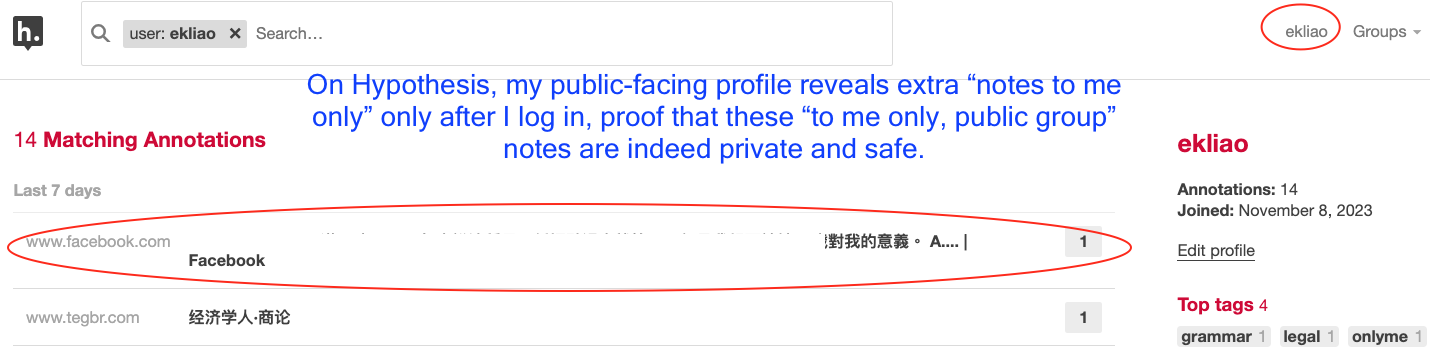 h.
user: ekliao × Search…
ekliao Groups
On Hypothesis, my public-facing profile reveals extra “notes to me
only” only after I log in, proof that these “to me only, public group”
notes are indeed private and safe.
14 Matching Annotations
Last 7 days
www.facebook.com
對我的意義。 A.... |
Facebook
1
www.tegbr.com 经济学人·商论 1
ekliao
Annotations: 14
Joined: November 8, 2023
Edit profile
Top tags 4
grammar 1 legal 1 onlyme 1